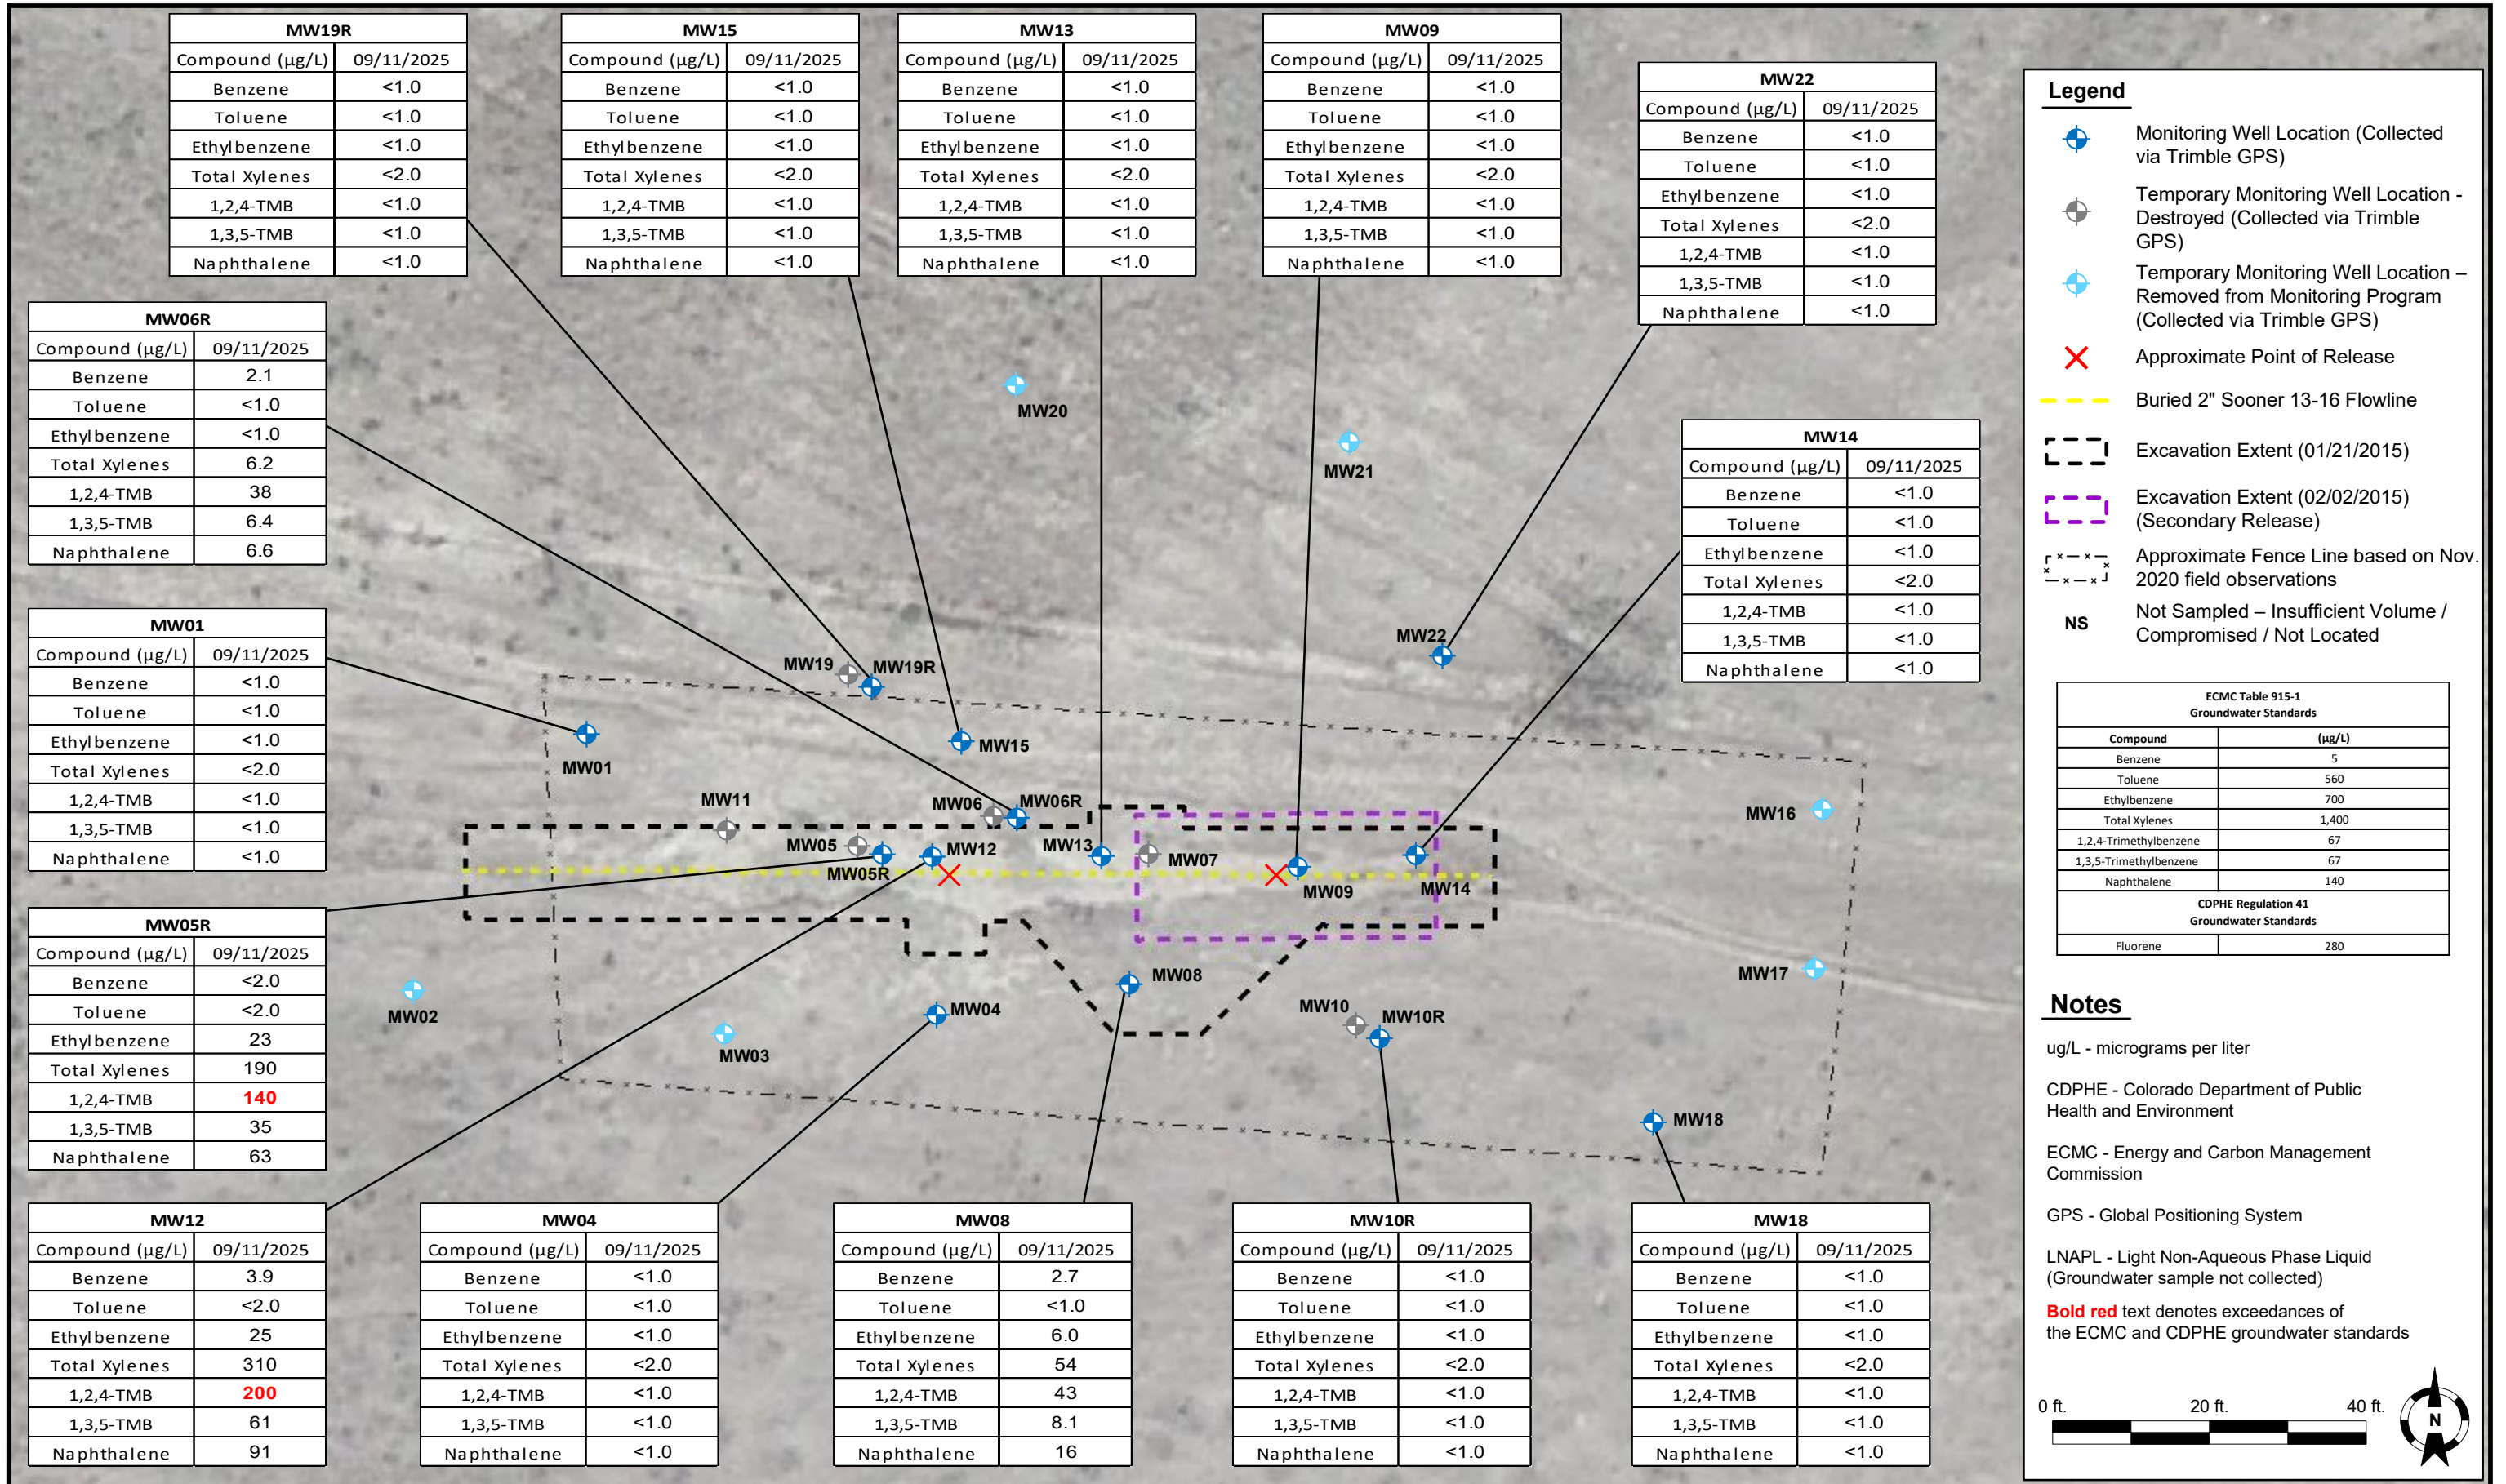 MW19R
Compound (µg/L) 09/11/2025
Benzene <1.0
Toluene <1.0
Ethylbenzene <1.0
Total Xylenes <2.0
1,2,4-TMB <1.0
1,3,5-TMB <1.0
Naphthalene <1.0
MW15
Compound (µg/L) 09/11/2025
Benzene <1.0
Toluene <1.0
Ethylbenzene <1.0
Total Xylenes <2.0
1,2,4-TMB <1.0
1,3,5-TMB <1.0
Naphthalene <1.0
MW13
Compound (µg/L) 09/11/2025
Benzene <1.0
Toluene <1.0
Ethylbenzene <1.0
Total Xylenes <2.0
1,2,4-TMB <1.0
1,3,5-TMB <1.0
Naphthalene <1.0
MW09
Compound (µg/L) 09/11/2025
Benzene <1.0
Toluene <1.0
Ethylbenzene <1.0
Total Xylenes <2.0
1,2,4-TMB <1.0
1,3,5-TMB <1.0
Naphthalene <1.0
MW22
Compound (µg/L) 09/11/2025
Benzene <1.0
Toluene <1.0
Ethylbenzene <1.0
Total Xylenes <2.0
1,2,4-TMB <1.0
1,3,5-TMB <1.0
Naphthalene <1.0
MW06R
Compound (µg/L) 09/11/2025
Benzene 2.1
Toluene <1.0
Ethylbenzene <1.0
Total Xylenes 6.2
1,2,4-TMB 38
1,3,5-TMB 6.4
Naphthalene 6.6
MW14
Compound (µg/L) 09/11/2025
Benzene <1.0
Toluene <1.0
Ethylbenzene <1.0
Total Xylenes <2.0
1,2,4-TMB <1.0
1,3,5-TMB <1.0
Naphthalene <1.0
MW01
Compound (µg/L) 09/11/2025
Benzene <1.0
Toluene <1.0
Ethylbenzene <1.0
Total Xylenes <2.0
1,2,4-TMB <1.0
1,3,5-TMB <1.0
Naphthalene <1.0
MW05R
Compound (µg/L) 09/11/2025
Benzene <2.0
Toluene <2.0
Ethylbenzene 23
Total Xylenes 190
1,2,4-TMB 140
1,3,5-TMB 35
Naphthalene 63
MW12
Compound (µg/L) 09/11/2025
Benzene 3.9
Toluene <2.0
Ethylbenzene 25
Total Xylenes 310
1,2,4-TMB 200
1,3,5-TMB 61
Naphthalene 91
MW04
Compound (µg/L) 09/11/2025
Benzene <1.0
Toluene <1.0
Ethylbenzene <1.0
Total Xylenes <2.0
1,2,4-TMB <1.0
1,3,5-TMB <1.0
Naphthalene <1.0
MW08
Compound (µg/L) 09/11/2025
Benzene 2.7
Toluene <1.0
Ethylbenzene 6.0
Total Xylenes 54
1,2,4-TMB 43
1,3,5-TMB 8.1
Naphthalene 16
MW10R
Compound (µg/L) 09/11/2025
Benzene <1.0
Toluene <1.0
Ethylbenzene <1.0
Total Xylenes <2.0
1,2,4-TMB <1.0
1,3,5-TMB <1.0
Naphthalene <1.0
MW18
Compound (µg/L) 09/11/2025
Benzene <1.0
Toluene <1.0
Ethylbenzene <1.0
Total Xylenes <2.0
1,2,4-TMB <1.0
1,3,5-TMB <1.0
Naphthalene <1.0
MW20
MW21
MW22
MW19
MW19R
MW15
MW01
MW11
MW06
MW06R
MW16
MW05
MW12
MW13
MW07
MW05R
MW09
MW14
MW08
MW17
MW02
MW04
MW10
MW10R
MW03
MW18
Legend
Monitoring Well Location (Collected
via Trimble GPS)
Temporary Monitoring Well Location -
Destroyed (Collected via Trimble
GPS)
Temporary Monitoring Well Location –
Removed from Monitoring Program
(Collected via Trimble GPS)
Approximate Point of Release
Buried 2" Sooner 13-16 Flowline
Excavation Extent (01/21/2015)
Excavation Extent (02/02/2015)
(Secondary Release)
Approximate Fence Line based on Nov.
2020 field observations
NS Not Sampled – Insufficient Volume /
Compromised / Not Located
ECMC Table 915-1
Groundwater Standards
Compound (µg/L)
Benzene 5
Toluene 560
Ethylbenzene 700
Total Xylenes 1,400
1,2,4-Trimethylbenzene 67
1,3,5-Trimethylbenzene 67
Naphthalene 140
CDPHE Regulation 41
Groundwater Standards
Fluorene 280
Notes
ug/L - micrograms per liter
CDPHE - Colorado Department of Public
Health and Environment
ECMC - Energy and Carbon Management
Commission
GPS - Global Positioning System
LNAPL - Light Non-Aqueous Phase Liquid
(Groundwater sample not collected)
Bold red text denotes exceedances of
the ECMC and CDPHE groundwater standards
0 ft. 20 ft. 40 ft.
N